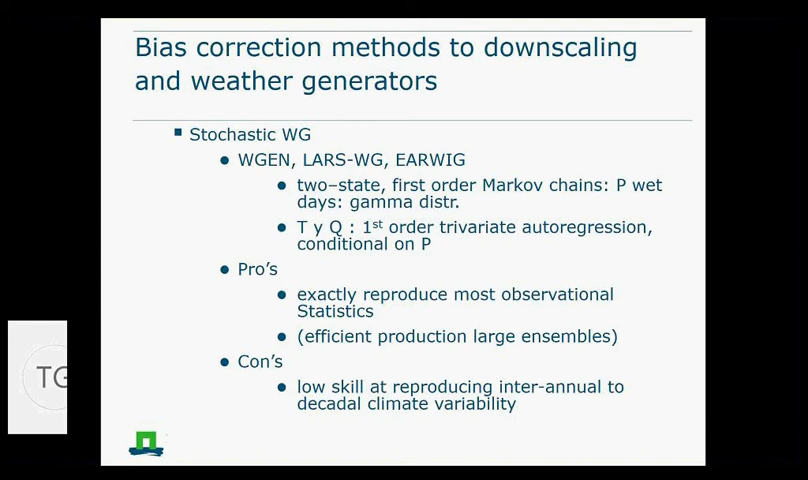 Bias correction methods to downscaling
and weather generators
Stochastic WG
WGEN, LARS-WG, EARWIG
two–state, first order Markov chains: P wet
days: gamma distr.
T y Q : 1st order trivariate autoregression,
conditional on P
Pro's
exactly reproduce most observational
Statistics
(efficient production large ensembles)
Con's
low skill at reproducing inter-annual to
decadal climate variability
TG